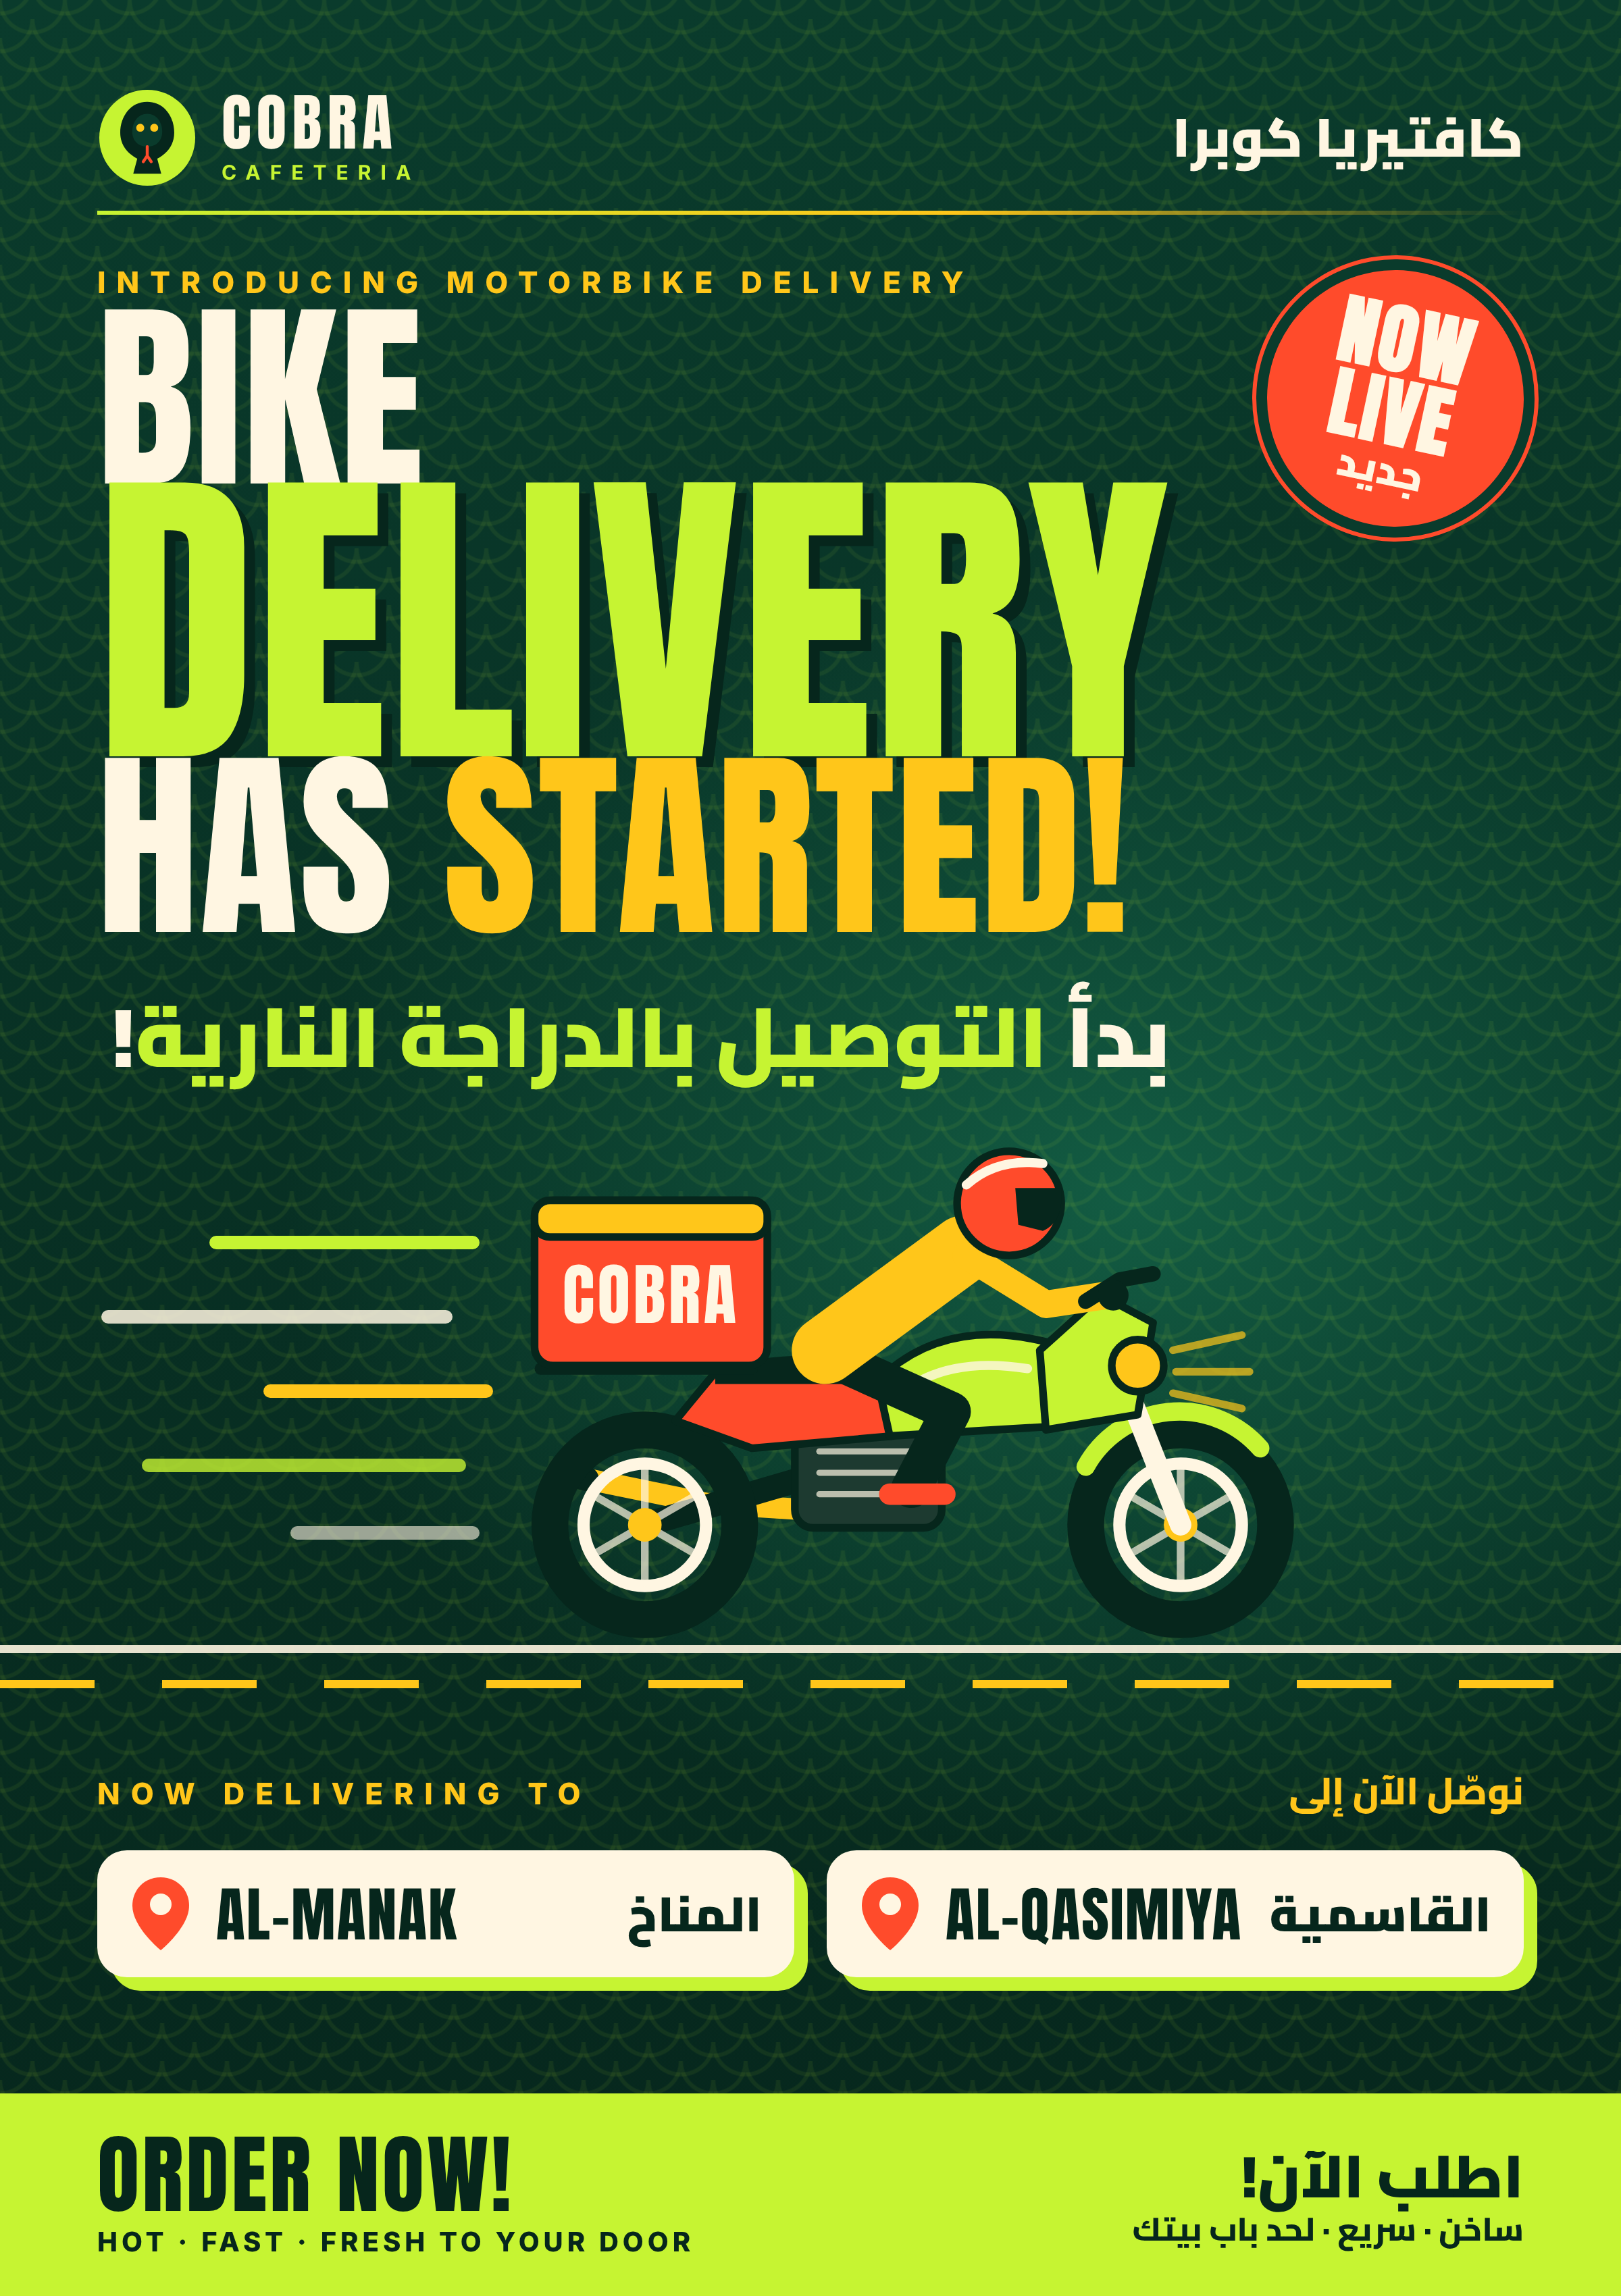 COBRA
CAFETERIA
كافتيريا كوبرا
INTRODUCING MOTORBIKE DELIVERY
NOW
LIVE
جديد
BIKE
DELIVERY
HAS STARTED!
بدأ التوصيل بالدراجة النارية!
COBRA
NOW DELIVERING TO
نوصّل الآن إلى
AL-MANAK
المناخ
AL-QASIMIYA
القاسمية
ORDER NOW!
HOT · FAST · FRESH TO YOUR DOOR
اطلب الآن!
ساخن · سريع · لحد باب بيتك